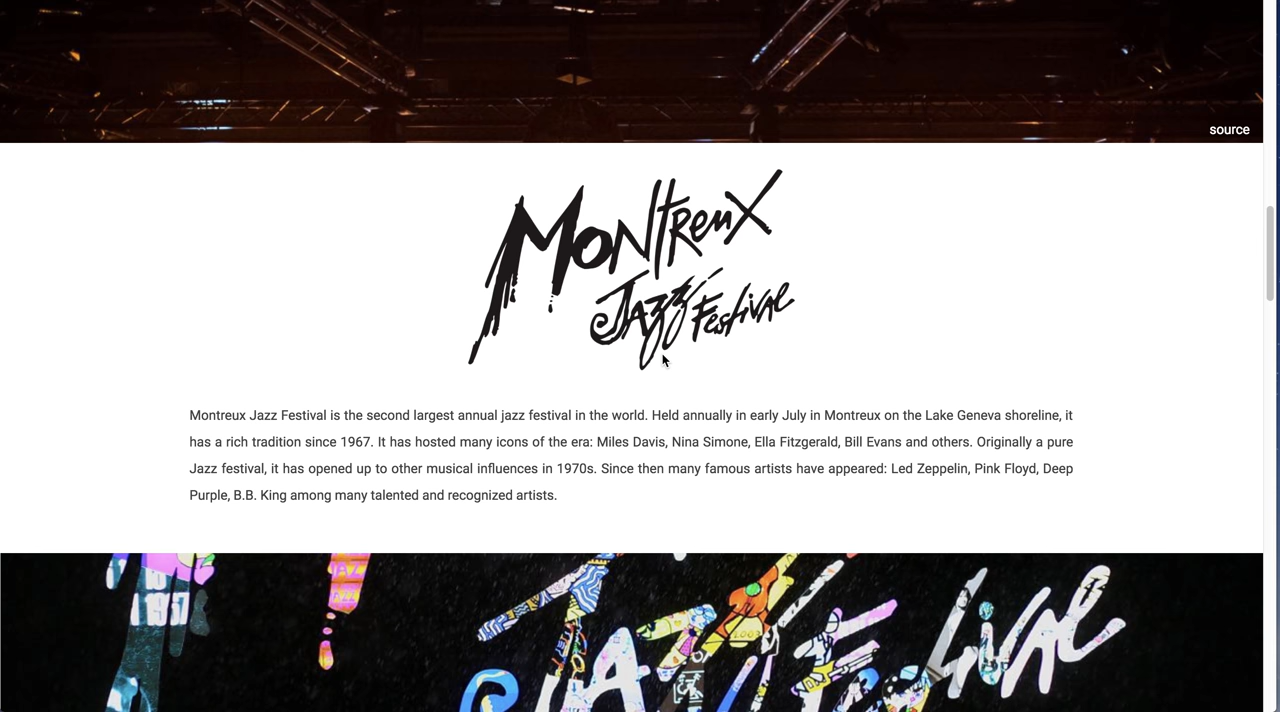 source
Montreux
Jazz Festival
Montreux Jazz Festival is the second largest annual jazz festival in the world. Held annually in early July in Montreux on the Lake Geneva shoreline, it
has a rich tradition since 1967. It has hosted many icons of the era: Miles Davis, Nina Simone, Ella Fitzgerald, Bill Evans and others. Originally a pure
Jazz festival, it has opened up to other musical influences in 1970s. Since then many famous artists have appeared: Led Zeppelin, Pink Floyd, Deep
Purple, B.B. King among many talented and recognized artists.
JAZZ Festival